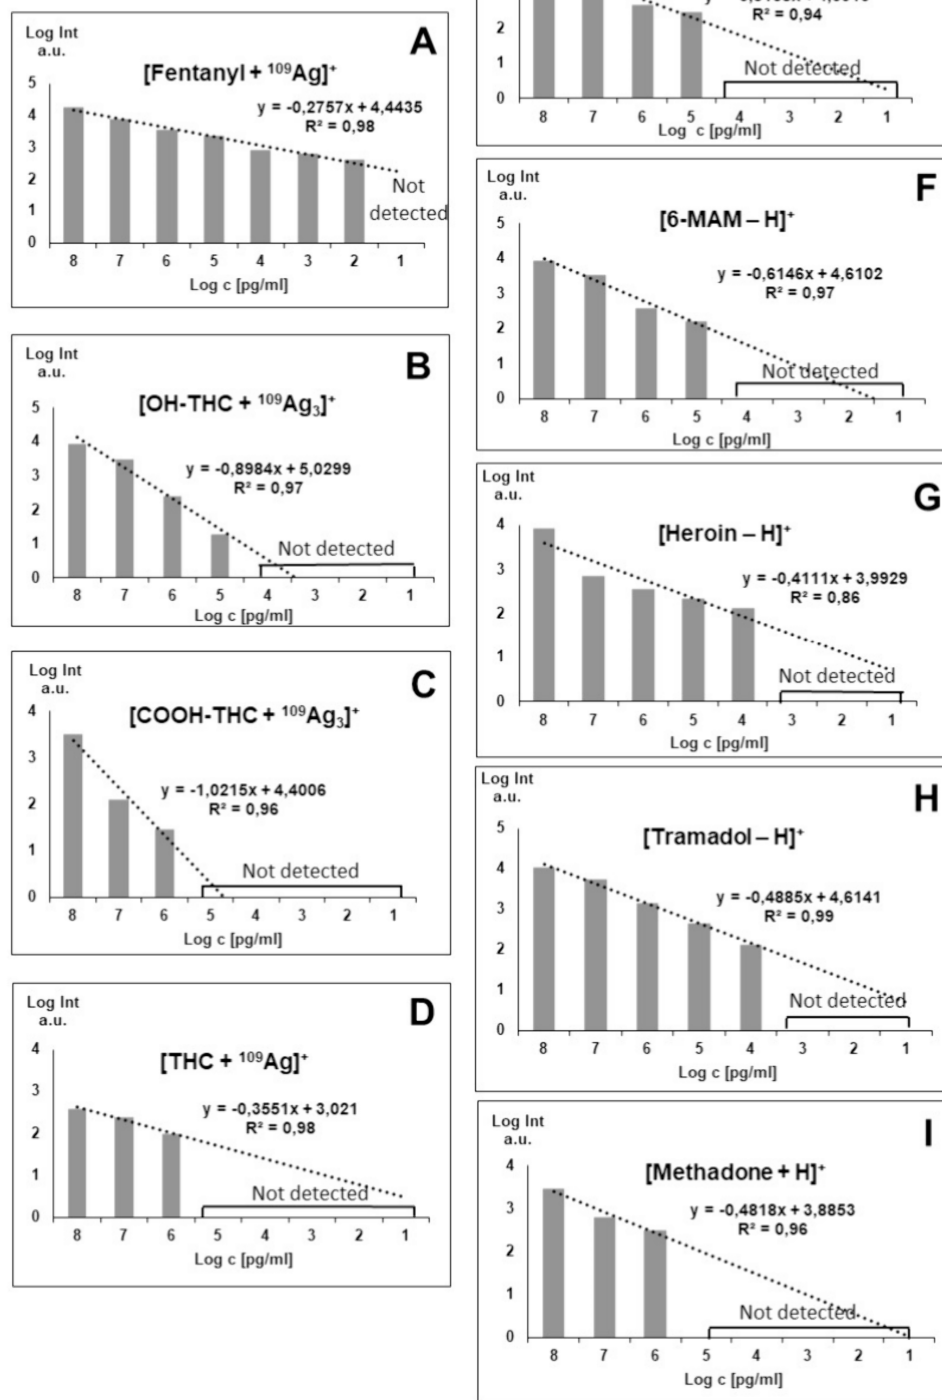 Log Int
a.u.
A
[Fentanyl + ¹⁰⁹Ag]⁺
y = -0,2757x + 4,4435
R² = 0,98
5
4
3
2
1
0
Not
detected
8 7 6 5 4 3 2 1
Log c [pg/ml]
Log Int
a.u.
B
[OH-THC + ¹⁰⁹Ag₃]⁺
y = -0,8984x + 5,0299
R² = 0,97
5
4
3
2
1
0
Not detected
8 7 6 5 4 3 2 1
Log c [pg/ml]
Log Int
a.u.
C
[COOH-THC + ¹⁰⁹Ag₃]⁺
y = -1,0215x + 4,4006
R² = 0,96
4
3
2
1
0
Not detected
8 7 6 5 4 3 2 1
Log c [pg/ml]
Log Int
a.u.
D
[THC + ¹⁰⁹Ag]⁺
y = -0,3551x + 3,021
R² = 0,98
4
3
2
1
0
Not detected
8 7 6 5 4 3 2 1
Log c [pg/ml]
R² = 0,94
2
1
0
Not detected
8 7 6 5 4 3 2 1
Log c [pg/ml]
Log Int
a.u.
F
[6-MAM – H]⁺
y = -0,6146x + 4,6102
R² = 0,97
5
4
3
2
1
0
Not detected
8 7 6 5 4 3 2 1
Log c [pg/ml]
Log Int
a.u.
G
[Heroin – H]⁺
y = -0,4111x + 3,9929
R² = 0,86
4
3
2
1
0
Not detected
8 7 6 5 4 3 2 1
Log c [pg/ml]
Log Int
a.u.
H
[Tramadol – H]⁺
y = -0,4885x + 4,6141
R² = 0,99
5
4
3
2
1
0
Not detected
8 7 6 5 4 3 2 1
Log c [pg/ml]
Log Int
a.u.
I
[Methadone + H]⁺
y = -0,4818x + 3,8853
R² = 0,96
4
3
2
1
0
Not detected
8 7 6 5 4 3 2 1
Log c [pg/ml]